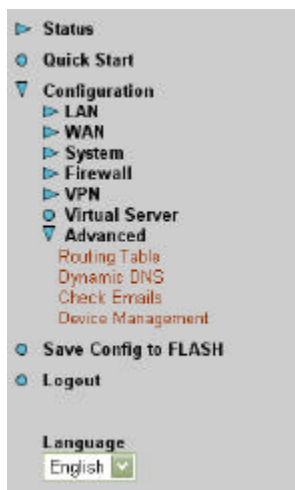 Status
Quick Start
Configuration
LAN
WAN
System
Firewall
VPN
Virtual Server
Advanced
Routing Table
Dynamic DNS
Check Emails
Device Management
Save Config to FLASH
Logout
Language
English